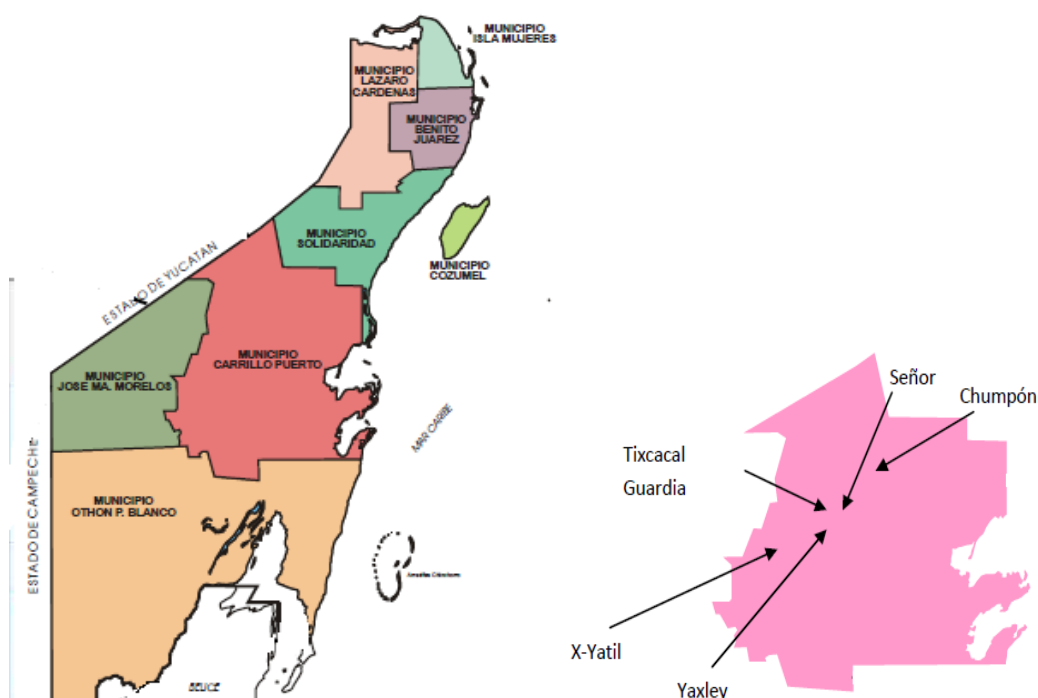 MUNICIPIO
ISLA MUJERES
MUNICIPIO
LAZARO
CARDENAS
MUNICIPIO
BENITO
JUAREZ
MUNICIPIO
SOLIDARIDAD
MUNICIPIO
COZUMEL
ESTADO DE YUCATAN
MUNICIPIO
CARRILLO PUERTO
MUNICIPIO
JOSE MA. MORELOS
MAR CARIBE
ESTADO DE CAMPECHE
MUNICIPIO
OTHON P. BLANCO
BELICE
Señor
Chumpón
Tixcacal
Guardia
X-Yatil
Yaxley